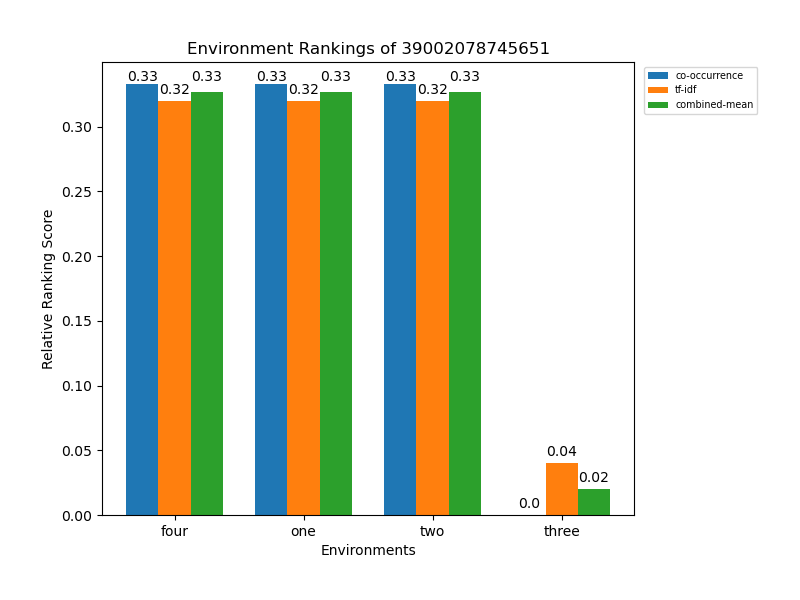 Environment Rankings of 39002078745651
co-occurrence
tf-idf
combined-mean
0.33 0.32 0.33 0.33 0.32 0.33 0.33 0.32 0.33
0.0 0.04 0.02
Relative Ranking Score
0.30
0.25
0.20
0.15
0.10
0.05
0.00
four one two three
Environments